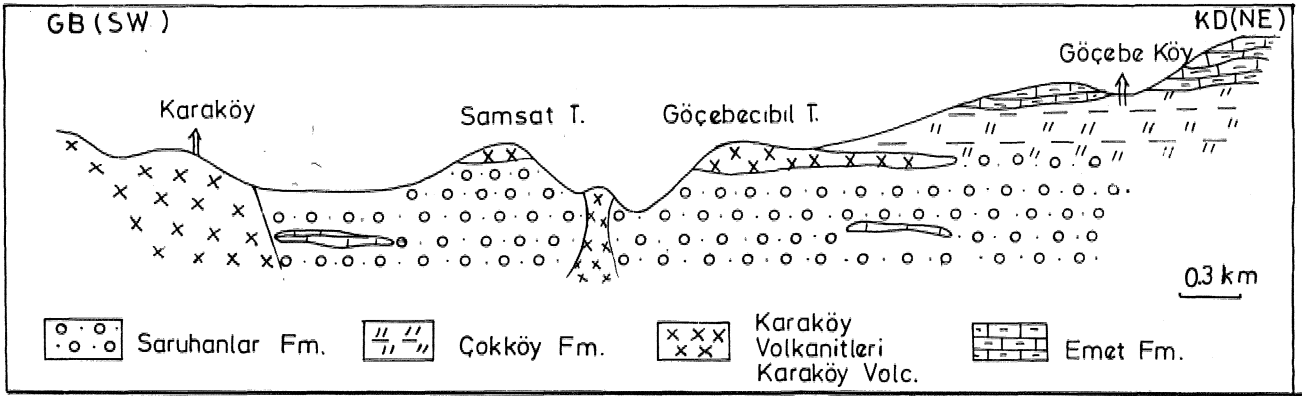 GB (SW)
KD(NE)
Göçebe Köy
Karaköy
Samsat T.
Göçebecıbıl T.
0.3 km
Saruhanlar Fm.
Çokköy Fm.
Karaköy
Volkanitleri
Karaköy Volc.
Emet Fm.